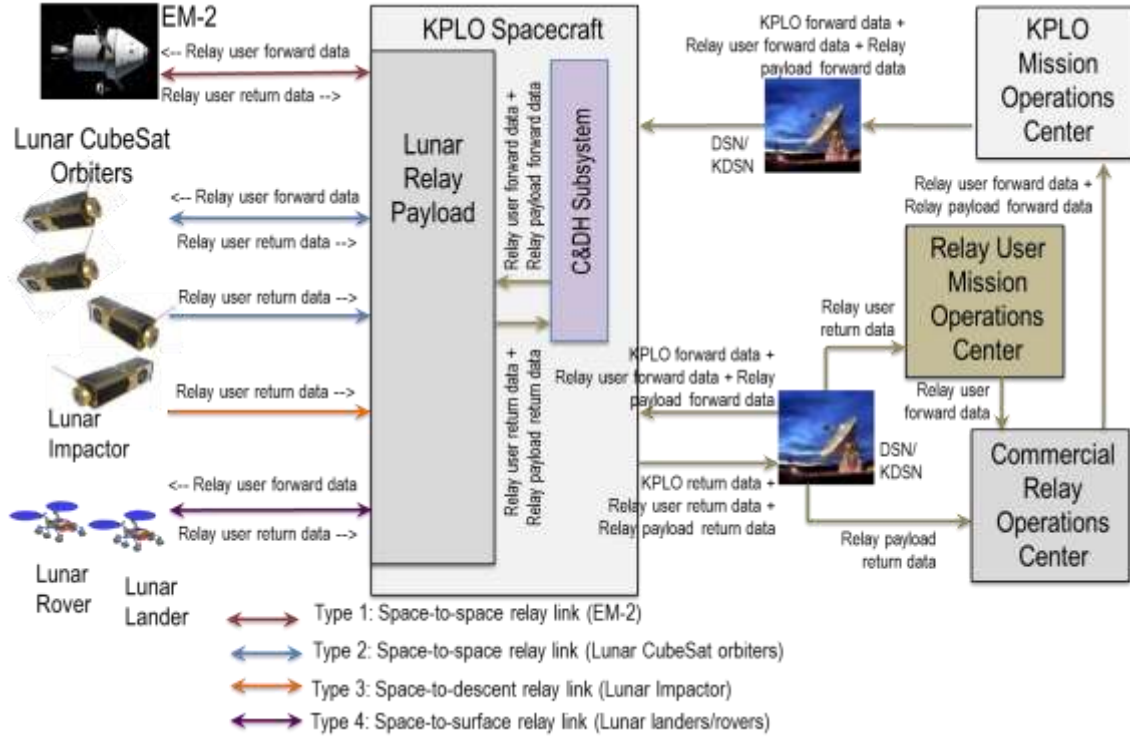 EM-2
<-- Relay user forward data
Relay user return data -->
Lunar CubeSat
Orbiters
<-- Relay user forward data
Relay user return data -->
Relay user return data -->
Relay user return data -->
Lunar
Impactor
<-- Relay user forward data
Relay user return data -->
Lunar
Rover
Lunar
Lander
KPLO Spacecraft
Lunar
Relay
Payload
Relay user forward data +
Relay payload forward data
C&DH Subsystem
Relay user return data +
Relay payload return data
KPLO forward data +
Relay user forward data + Relay
payload forward data
DSN/
KDSN
KPLO
Mission
Operations
Center
Relay user forward data +
Relay payload forward data
Relay User
Mission
Operations
Center
Relay user
return data
KPLO forward data +
Relay user forward data + Relay
payload forward data
Relay user
forward data
DSN/
KDSN
KPLO return data +
Relay user return data +
Relay payload return data
Commercial
Relay
Operations
Center
Relay payload
return data
Type 1: Space-to-space relay link (EM-2)
Type 2: Space-to-space relay link (Lunar CubeSat orbiters)
Type 3: Space-to-descent relay link (Lunar Impactor)
Type 4: Space-to-surface relay link (Lunar landers/rovers)